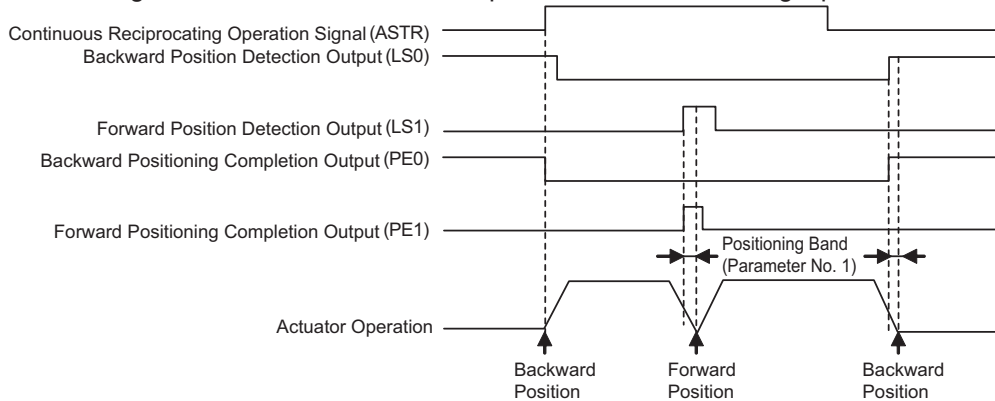 Continuous Reciprocating Operation Signal (ASTR)
Backward Position Detection Output (LS0)
Forward Position Detection Output (LS1)
Backward Positioning Completion Output (PE0)
Forward Positioning Completion Output (PE1)
Positioning Band
(Parameter No. 1)
Actuator Operation
Backward
Position
Forward
Position
Backward
Position